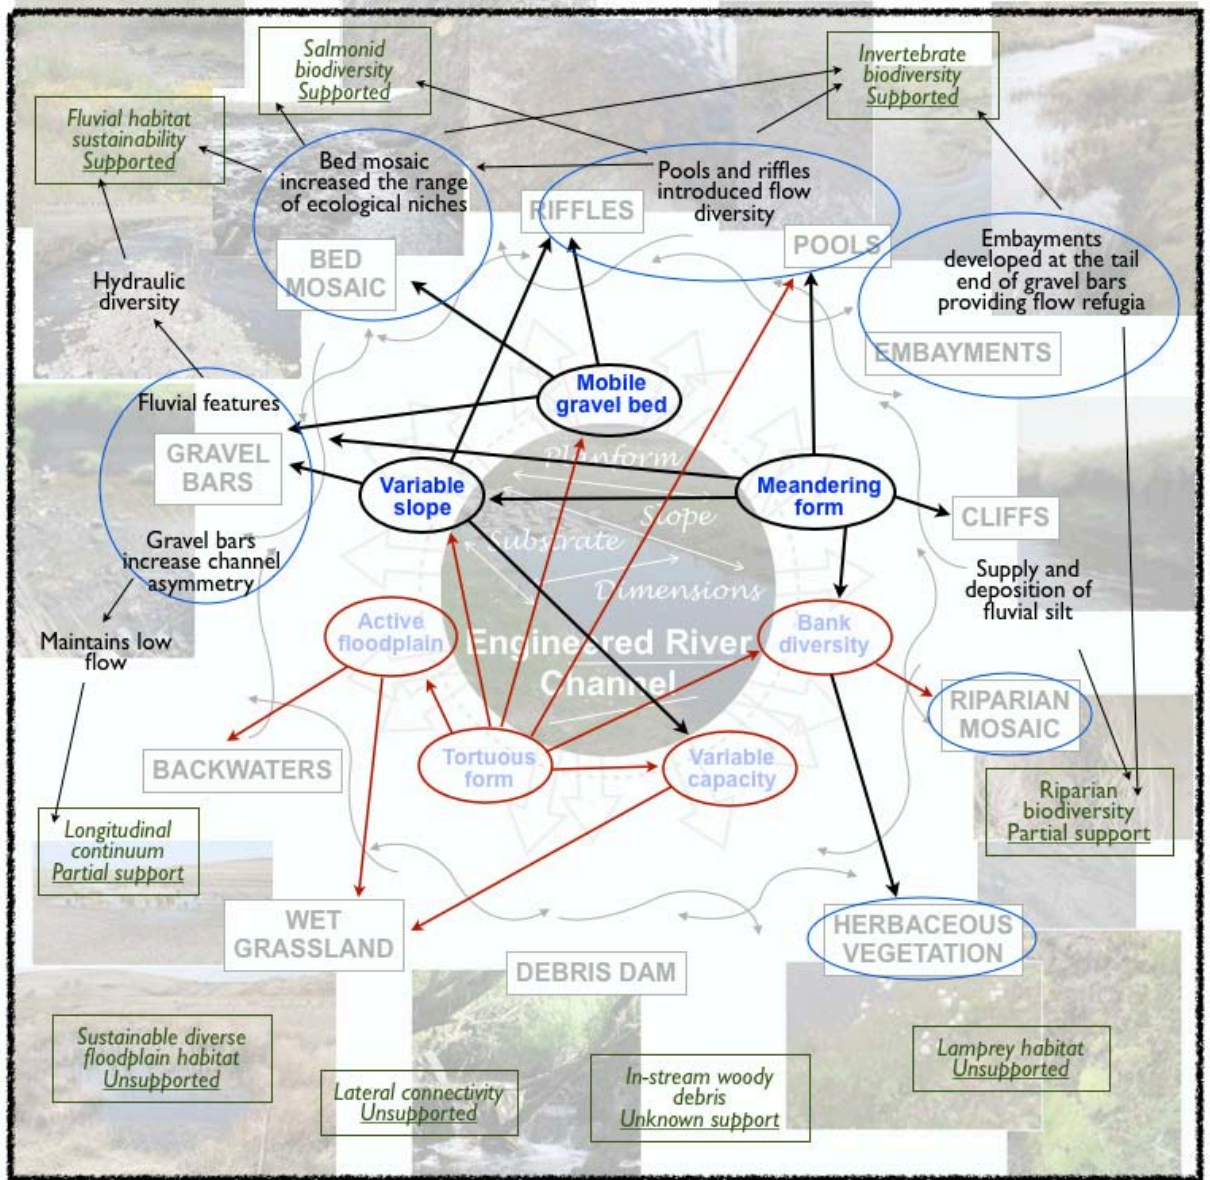 Salmonid
biodiversity
Supported
Invertebrate
biodiversity
Supported
Fluvial habitat
sustainability
Supported
Bed mosaic
increased the range
of ecological niches
Pools and riffles
introduced flow
diversity
RIFFLES
POOLS
BED
MOSAIC
Embayments
developed at the tail
end of gravel bars
providing flow refugia
EMBAYMENTS
Hydraulic
diversity
Mobile
gravel bed
Fluvial features
GRAVEL
BARS
Gravel bars
increase channel
asymmetry
Planform
Slope
Substrate
Dimensions
Variable
slope
Meandering
form
CLIFFS
Supply and
deposition of
fluvial silt
Maintains low
flow
Active
floodplain
Engineered River
Channel
Bank
diversity
RIPARIAN
MOSAIC
BACKWATERS
Tortuous
form
Variable
capacity
Riparian
biodiversity
Partial support
Longitudinal
continuum
Partial support
WET
GRASSLAND
DEBRIS DAM
HERBACEOUS
VEGETATION
Sustainable diverse
floodplain habitat
Unsupported
Lateral connectivity
Unsupported
In-stream woody
debris
Unknown support
Lamprey habitat
Unsupported